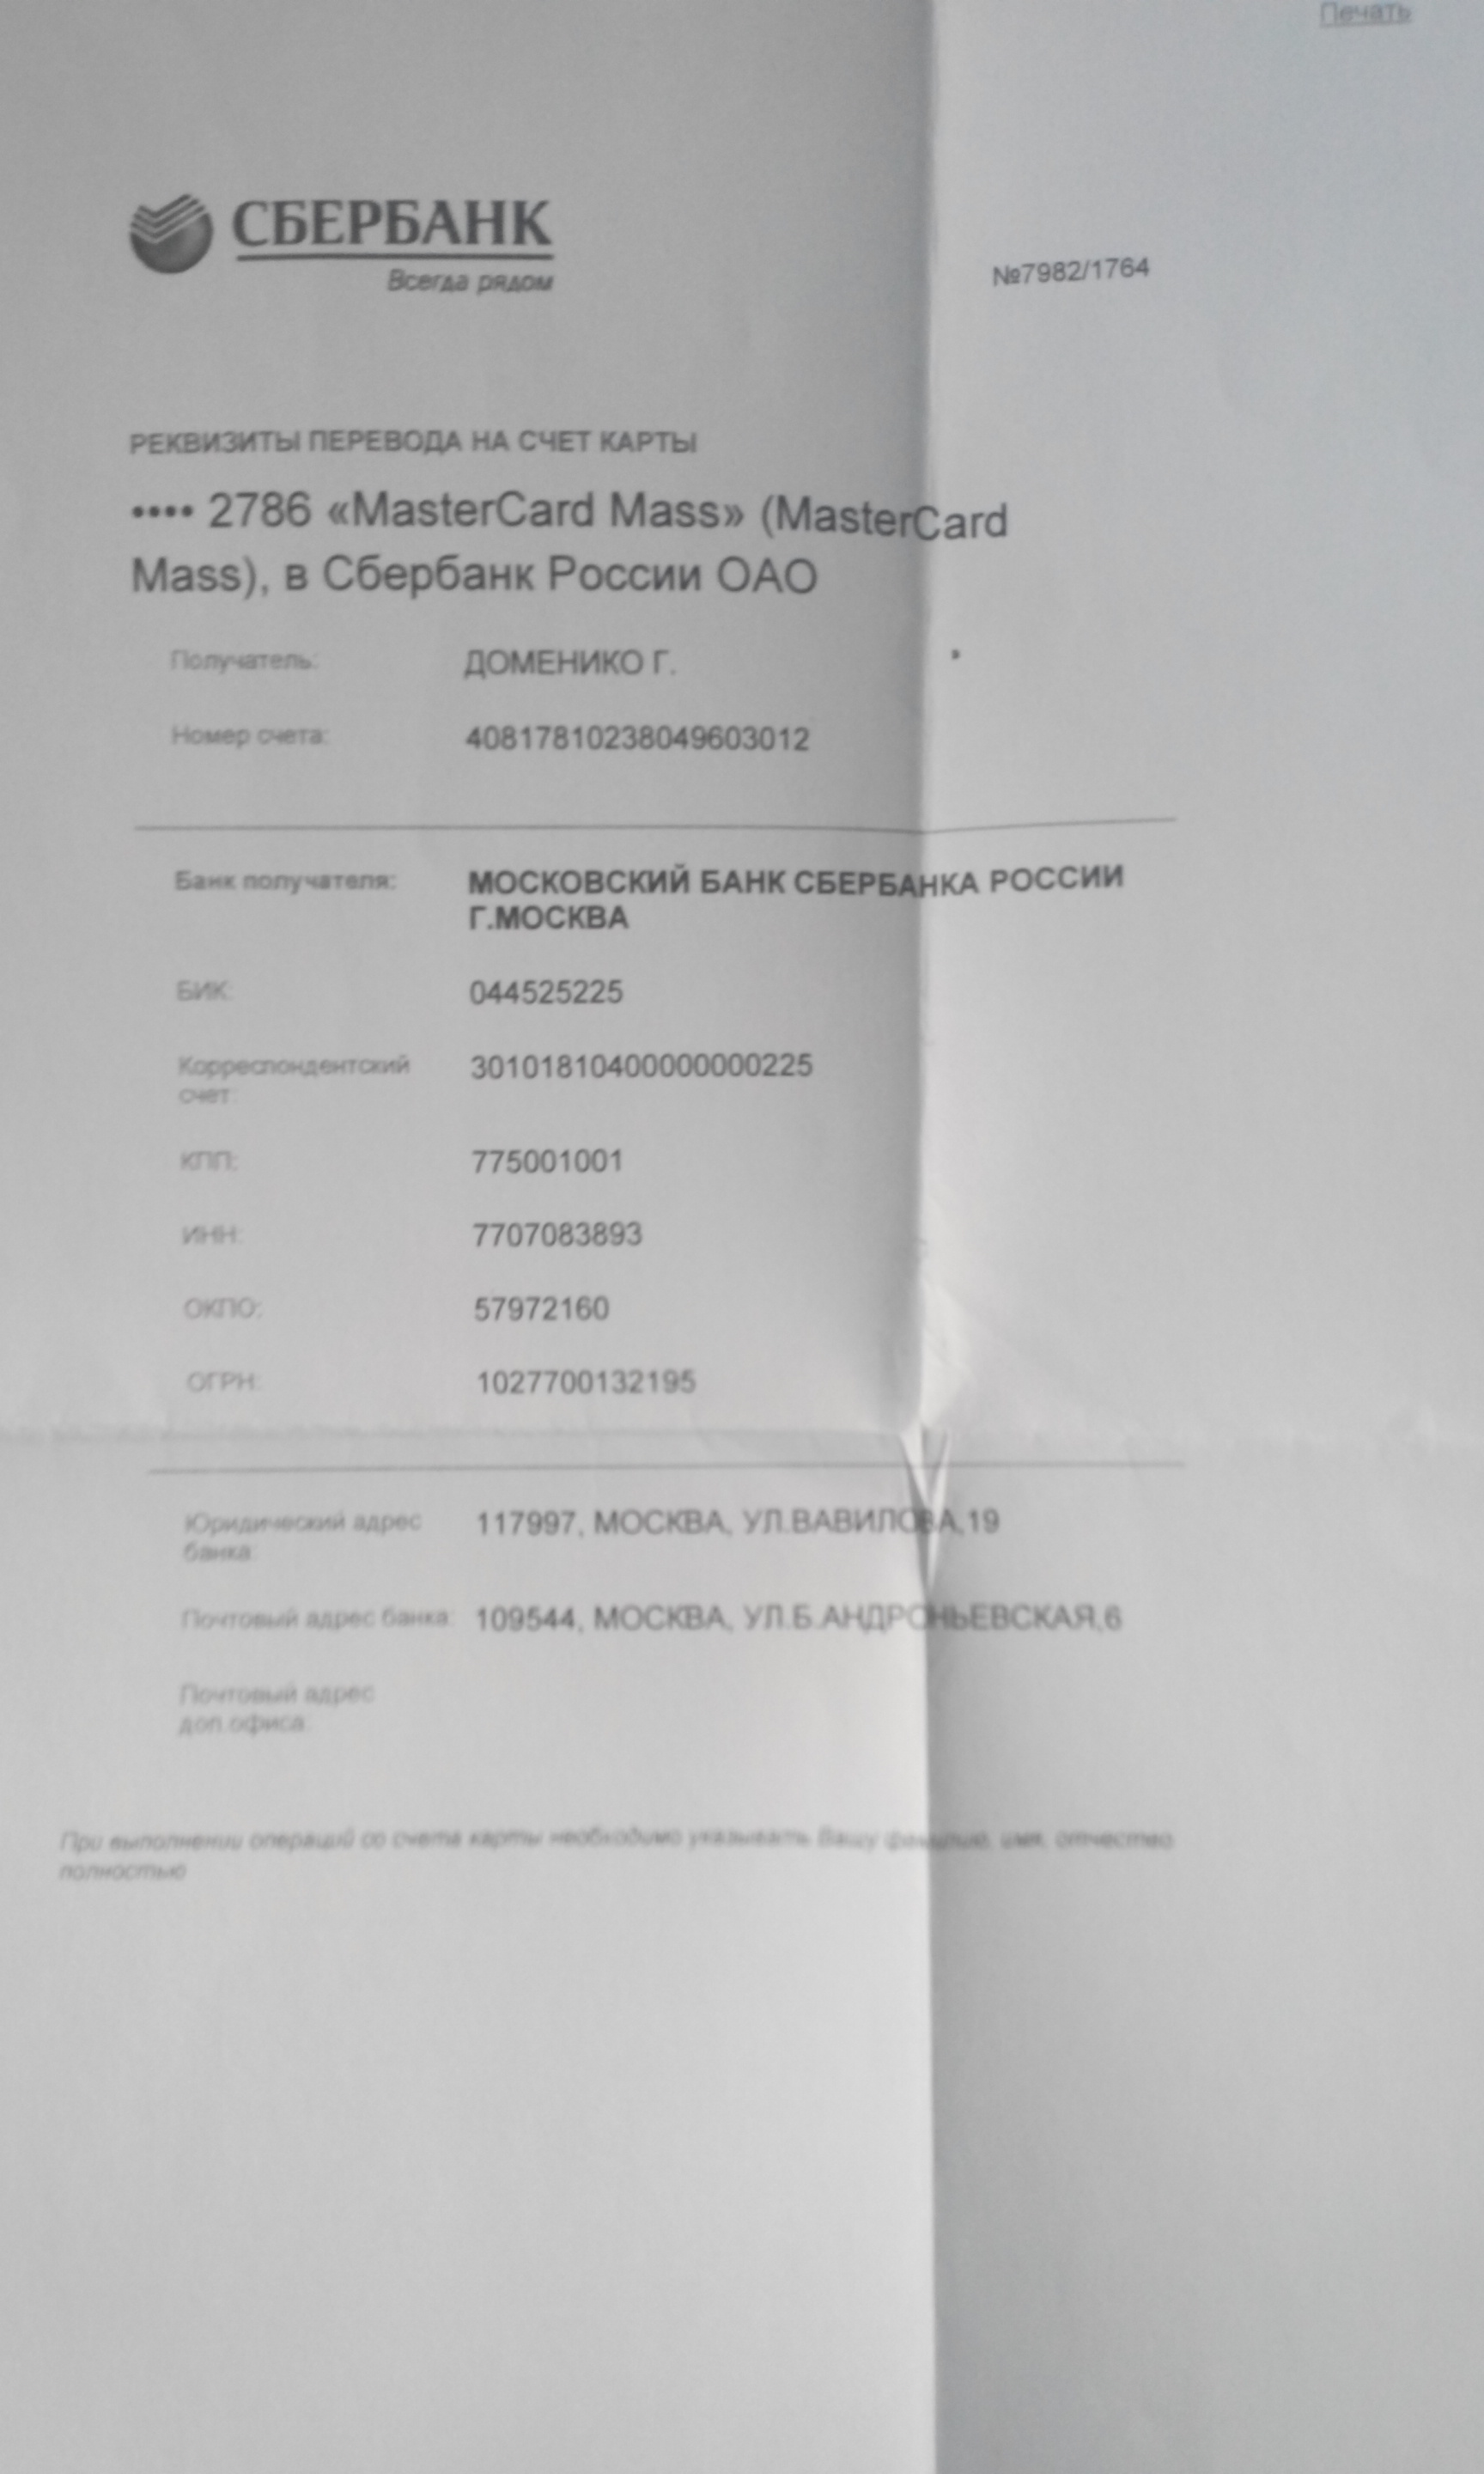 Печать
СБЕРБАНК
Всегда рядом
№7982/1764
РЕКВИЗИТЫ ПЕРЕВОДА НА СЧЕТ КАРТЫ
•••• 2786 «MasterCard Mass» (MasterCard
Mass), в Сбербанк России ОАО
Получатель: ДОМЕНИКО Г.
Номер счета: 40817810238049603012
Банк получателя: МОСКОВСКИЙ БАНК СБЕРБАНКА РОССИИ
Г.МОСКВА
БИК: 044525225
Корреспондентский 30101810400000000225
счет:
КПП: 775001001
ИНН: 7707083893
ОКПО: 57972160
ОГРН: 1027700132195
Юридический адрес 117997, МОСКВА, УЛ.ВАВИЛОВА,19
банка:
Почтовый адрес банка: 109544, МОСКВА, УЛ.Б.АНДРОНЬЕВСКАЯ,6
Почтовый адрес
доп.офиса:
При выполнении операций со счета карты необходимо указывать Вашу фамилию, имя, отчество
полностью